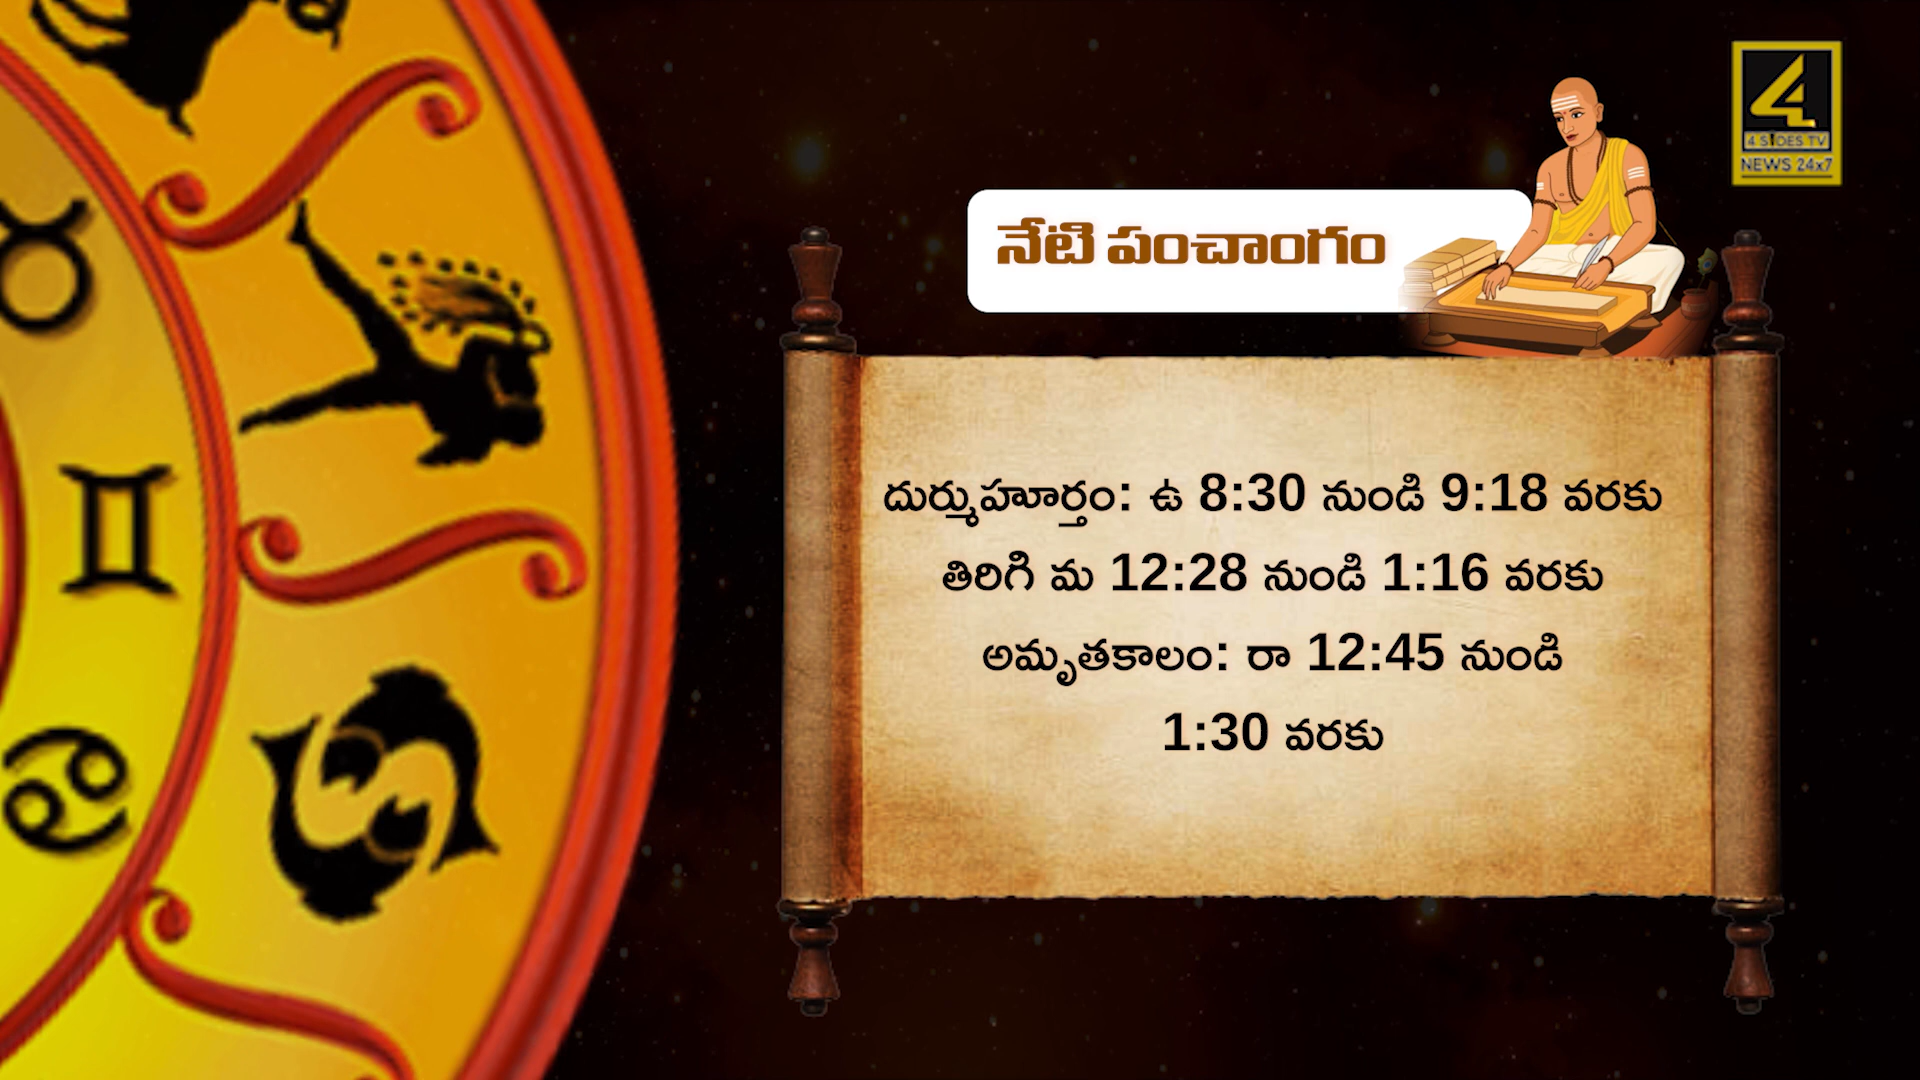 4
4 SIDES TV
NEWS 24x7
నేటి పంచాంగం
దుర్ముహూర్తం: ఉ 8:30 నుండి 9:18 వరకు
తిరిగి మ 12:28 నుండి 1:16 వరకు
అమృతకాలం: రా 12:45 నుండి
1:30 వరకు